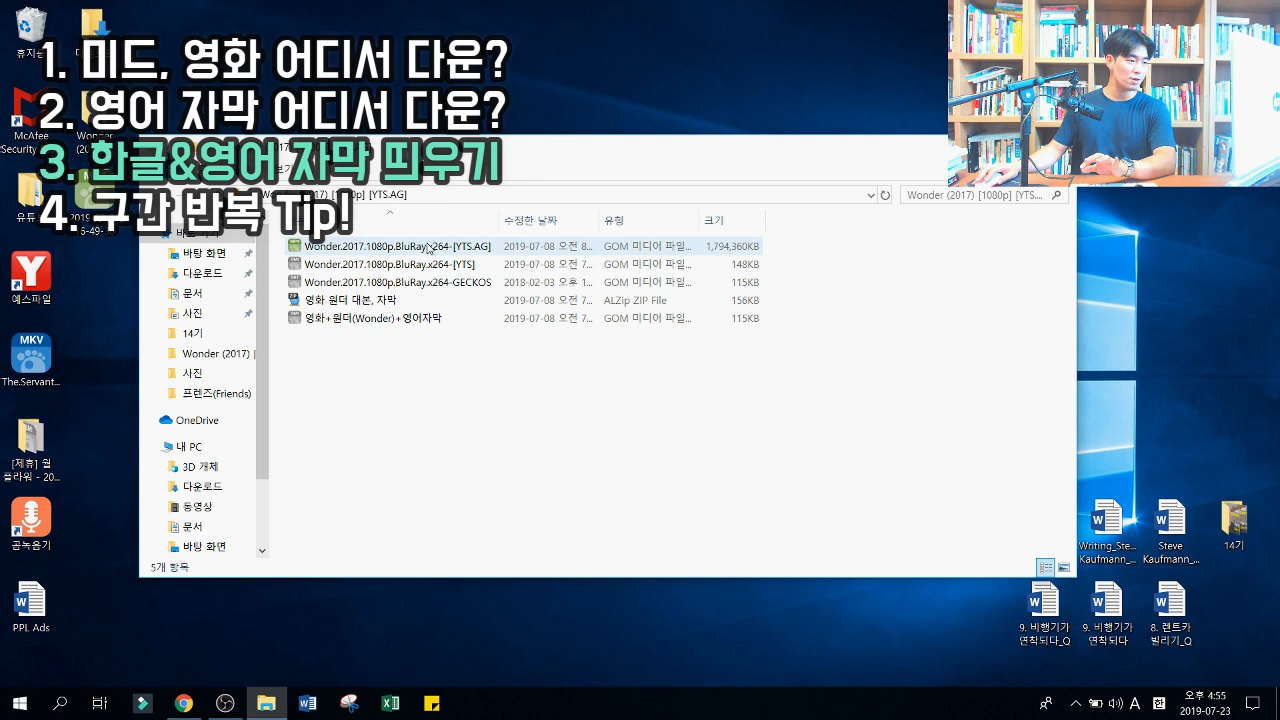 1. 미드, 영화 어디서 다운?
2. 영어 자막 어디서 다운?
3. 한글&영어 자막 띄우기
4. 구간 반복 Tip!
McAfee
Security
예스파일
MKV
The.Servant...
[제휴] 월
플라워 - 20...
곰녹음기
PPL Ads
[YTS.AG]
Wonder (2017) [1080p] [YTS....
수정한 날짜
유형
크기
Wonder.2017.1080p.BluRay.x264-[YTS.AG]
2019-07-08 오전 8...
GOM 미디어 파일...
1,794,360KB
Wonder.2017.1080p.BluRay.x264-[YTS]
2019-07-08 오전 7...
GOM 미디어 파일...
148KB
Wonder.2017.1080p.BluRay.x264-GECKOS
2018-02-03 오후 1...
GOM 미디어 파일...
115KB
영화 원더 대본, 자막
2019-07-08 오전 7...
ALZip ZIP File
156KB
영화+원더(Wonder)+영어자막
2019-07-08 오전 7...
GOM 미디어 파일...
115KB
바탕 화면
다운로드
문서
사진
14기
Wonder (2017) [
사진
프렌즈(Friends)
OneDrive
내 PC
3D 개체
다운로드
동영상
문서
바탕 화면
5개 항목
Writing_Ste...
Kaufmann_...
Steve
Kaufmann_...
14기
9. 비행기가
연착되다_Q
9. 비행기가
연착되다
8. 렌트카
빌리기_Q
A
한
오후 4:55
2019-07-23